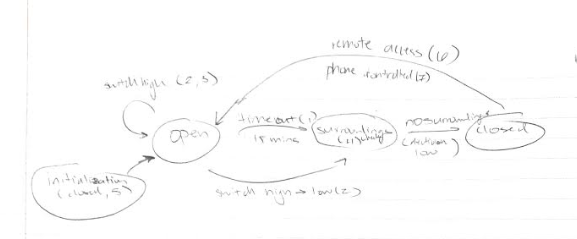 remote access (6)
phone controlled (7)
switch high (2,5)
open
timeout (1)
15 mins
surroundings
no surroundings
low
closed
initialization
(closed, 5)
switch high → low (2)